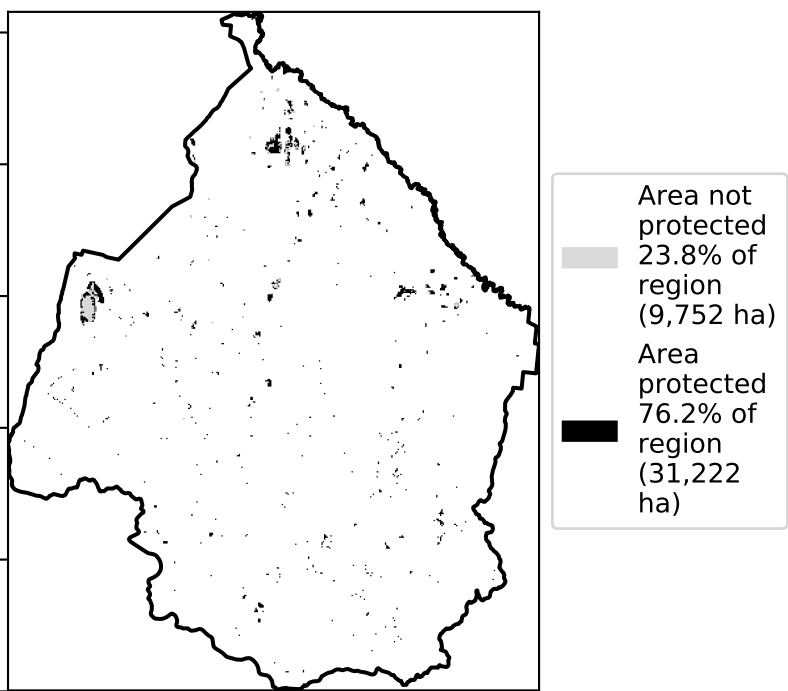 Area not
protected
23.8% of
region
(9,752 ha)
Area
protected
76.2% of
region
(31,222
ha)